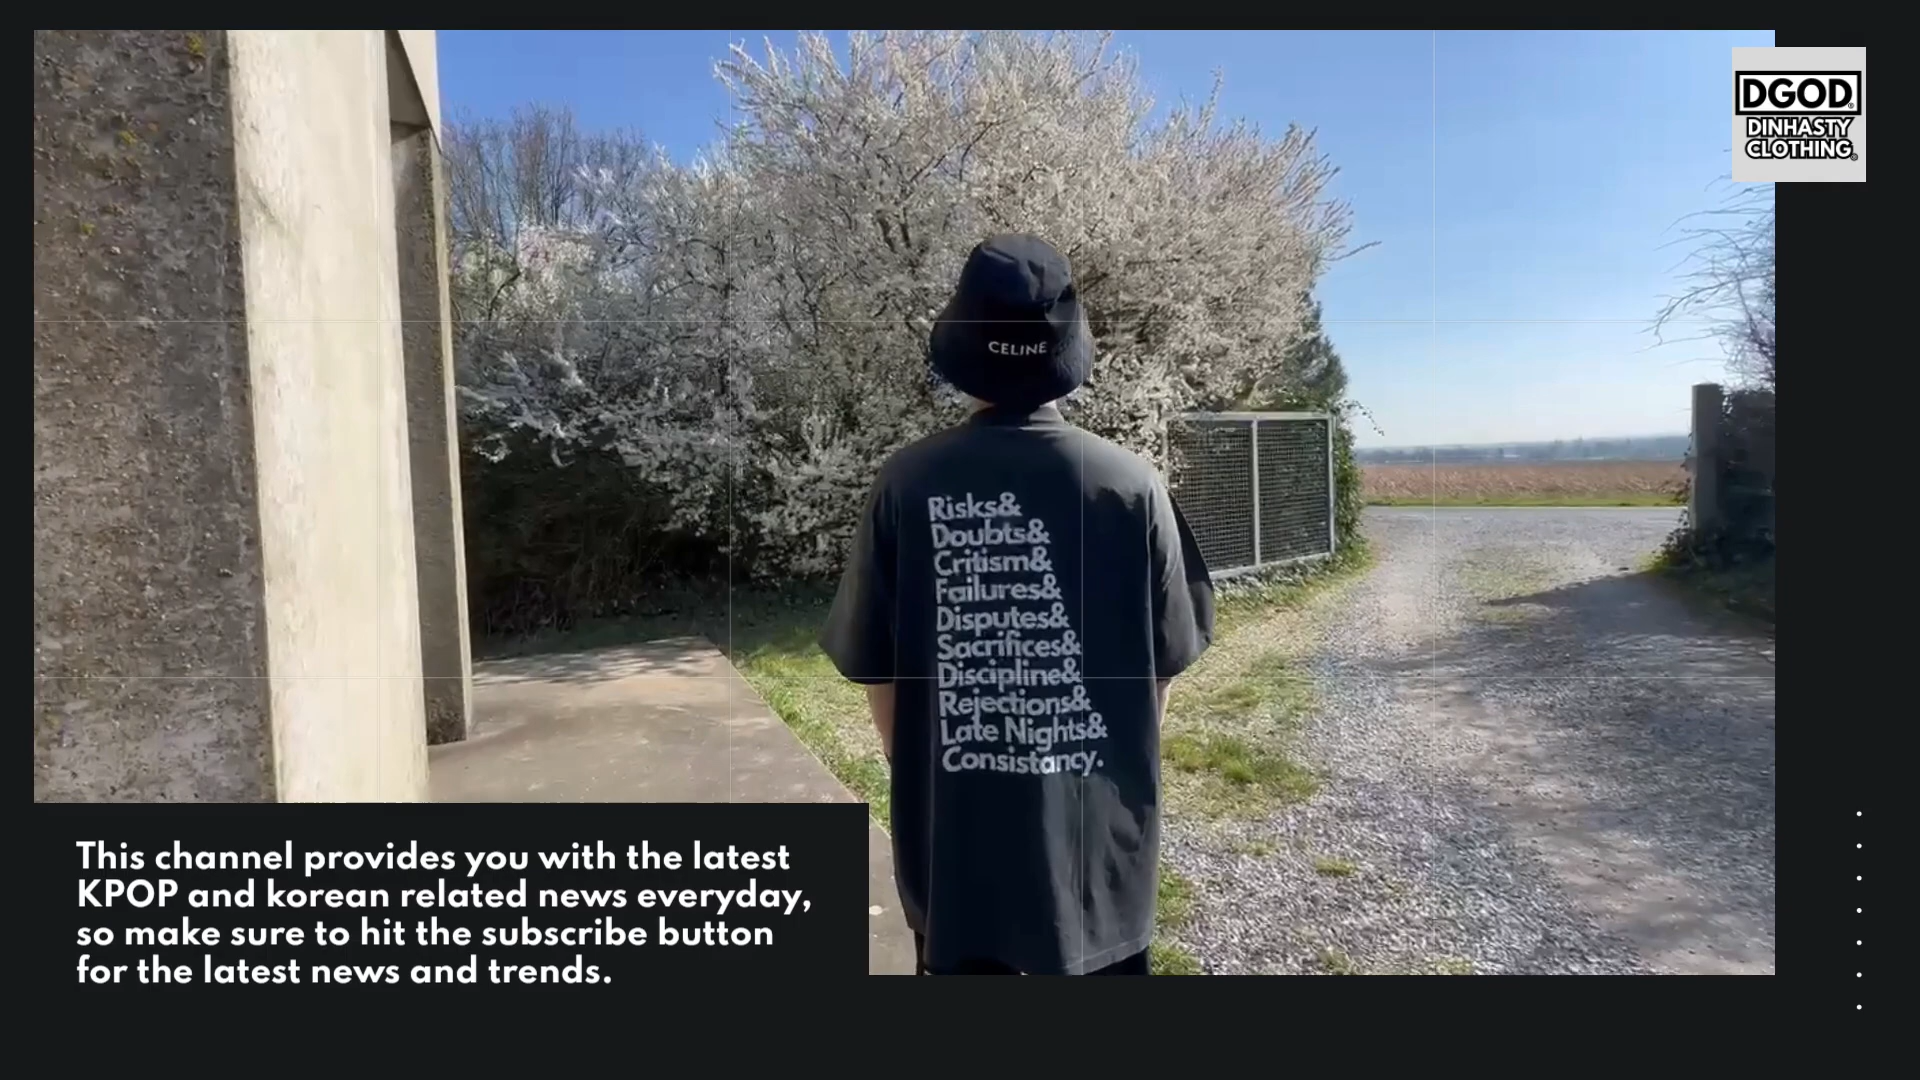 DGOD®
DINHASTY
CLOTHING®
CELINE
Risks&
Doubts&
Critism&
Failures&
Disputes&
Sacrifices&
Discipline&
Rejections&
Late Nights&
Consistancy.
This channel provides you with the latest
KPOP and korean related news everyday,
so make sure to hit the subscribe button
for the latest news and trends.